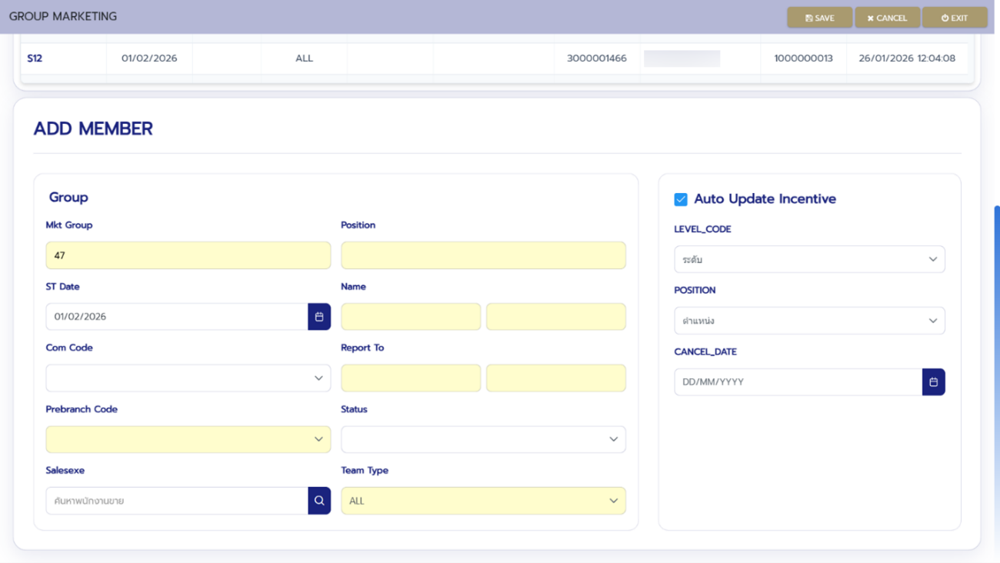 GROUP MARKETING
SAVE
CANCEL
EXIT
S12 01/02/2026 ALL 3000001466 1000000013 26/01/2026 12:04:08
ADD MEMBER
Group
Mkt Group
47
Position
ST Date
01/02/2026
Name
Com Code
Report To
Prebranch Code
Status
Salesexe
ค้นหาพนักงานขาย
Team Type
ALL
Auto Update Incentive
LEVEL_CODE
ระดับ
POSITION
ตำแหน่ง
CANCEL_DATE
DD/MM/YYYY